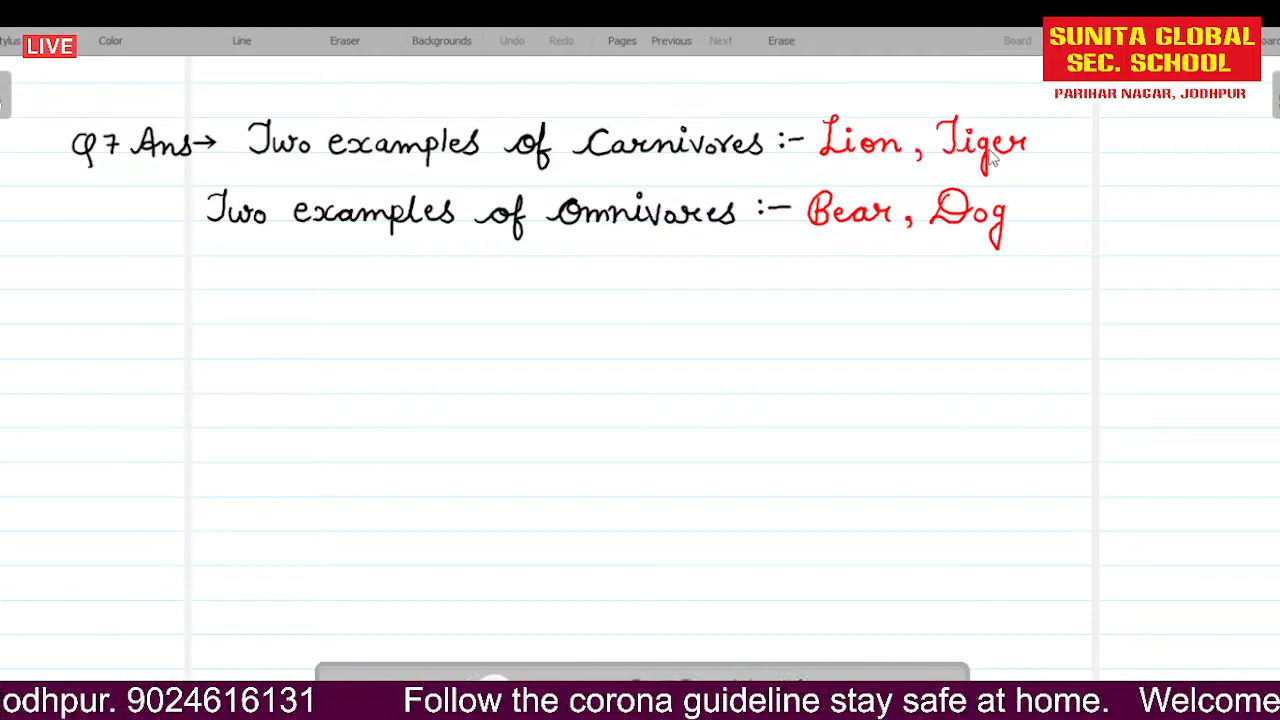 LIVE
Color Line Eraser Backgrounds Undo Redo Pages Previous Next Erase Board
SUNITA GLOBAL
SEC. SCHOOL
PARIHAR NAGAR, JODHPUR
Q7 Ans→ Two examples of Carnivores :- Lion, Tiger
Two examples of Omnivores :- Bear, Dog
odhpur. 9024616131 Follow the corona guideline stay safe at home. Welcome